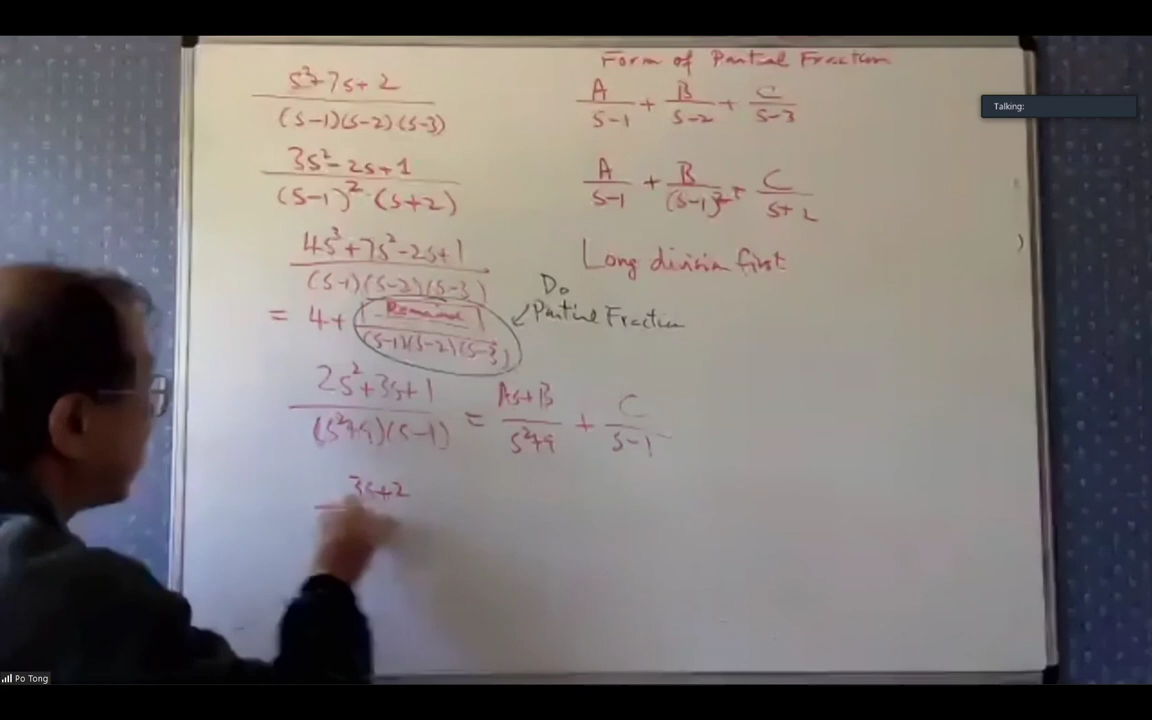 Form of Partial Fraction
s²+7s+2 / (s-1)(s-2)(s-3)    A/(s-1) + B/(s-2) + C/(s-3)
Talking:
3s²-2s+1 / (s-1)²(s+2)    A/(s-1) + B/(s-1)² + C/(s+2)
4s³+7s²-2s+1 / (s-1)(s-2)(s-3)    Long division first
= 4 + Remaind / (s-1)(s-2)(s-3)    Do
Partial Fraction
2s²+3s+1 / (s²+9)(s-1) = As+B / (s²+9) + C/(s-1)
3s+2
Po Tong